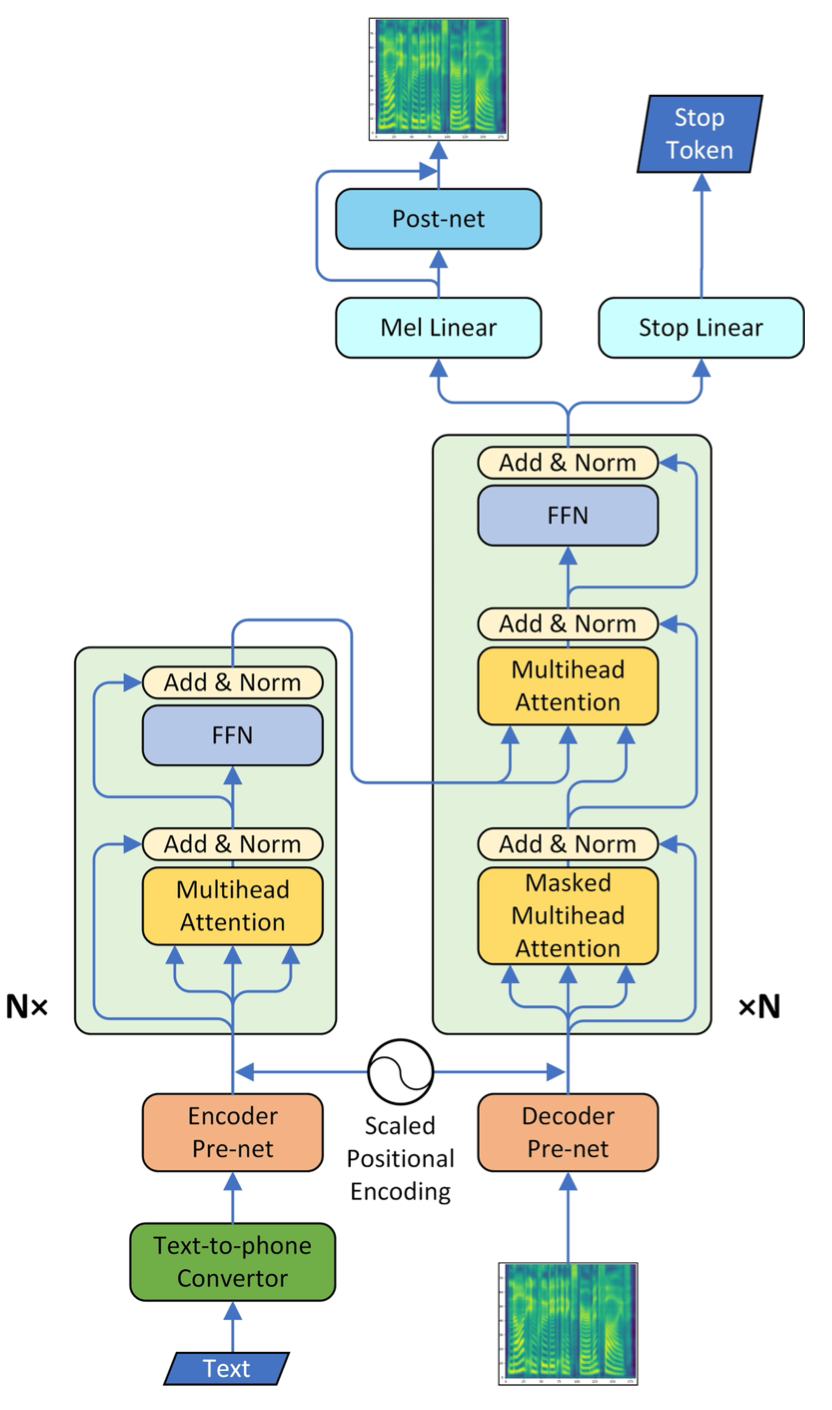 Stop
Token
Post-net
Mel Linear
Stop Linear
Add & Norm
FFN
Add & Norm
Multihead
Attention
Add & Norm
Masked
Multihead
Attention
×N
Add & Norm
FFN
Add & Norm
Multihead
Attention
N×
Scaled
Positional
Encoding
Encoder
Pre-net
Decoder
Pre-net
Text-to-phone
Convertor
Text